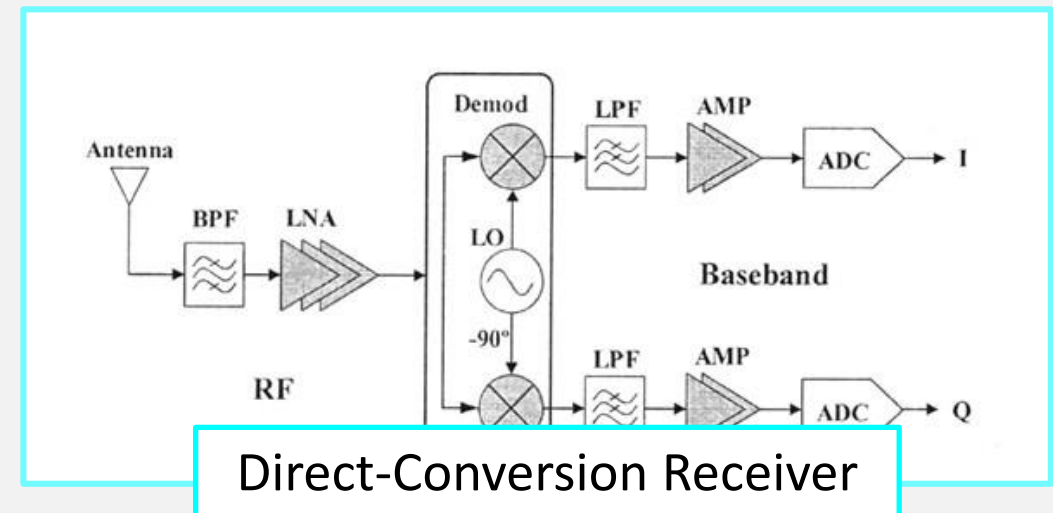 Demod
LPF
AMP
Antenna
ADC
I
BPF
LNA
LO
Baseband
-90°
LPF
AMP
RF
ADC
Q
Direct-Conversion Receiver